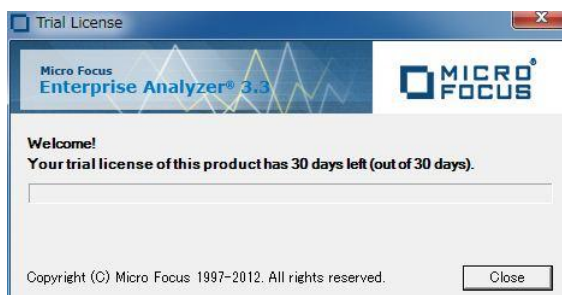 Trial License
Micro Focus
Enterprise Analyzer® 3.3
MICRO®
FOCUS
Welcome!
Your trial license of this product has 30 days left (out of 30 days).
Copyright (C) Micro Focus 1997-2012. All rights reserved.
Close